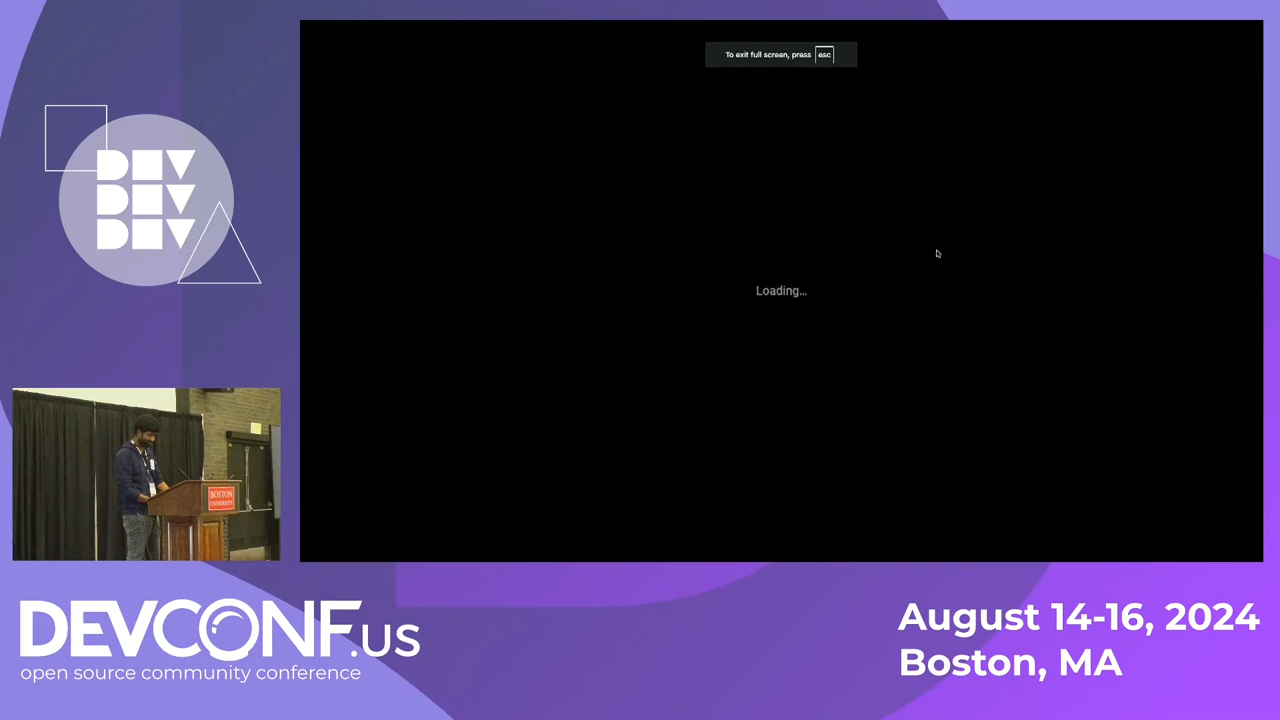 To exit full screen, press esc
DEV
DEV
DEV
Loading...
BOSTON
UNIVERSITY
DEVCONF.US
open source community conference
August 14-16, 2024
Boston, MA